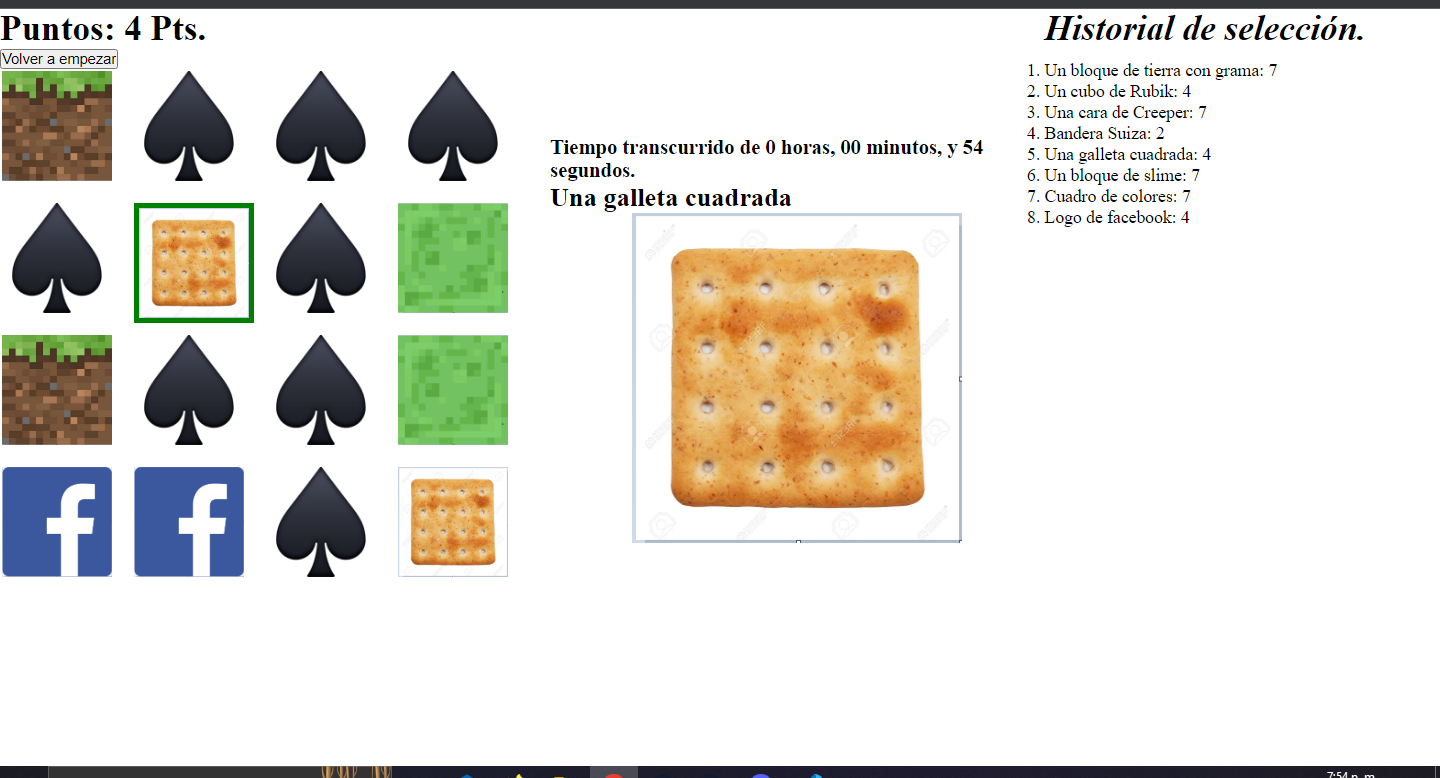 Puntos: 4 Pts.
Volver a empezar
Tiempo transcurrido de 0 horas, 00 minutos, y 54
segundos.
Una galleta cuadrada
Historial de selección.
1. Un bloque de tierra con grama: 7
2. Un cubo de Rubik: 4
3. Una cara de Creeper: 7
4. Bandera Suiza: 2
5. Una galleta cuadrada: 4
6. Un bloque de slime: 7
7. Cuadro de colores: 7
8. Logo de facebook: 4
7:54 p. m.